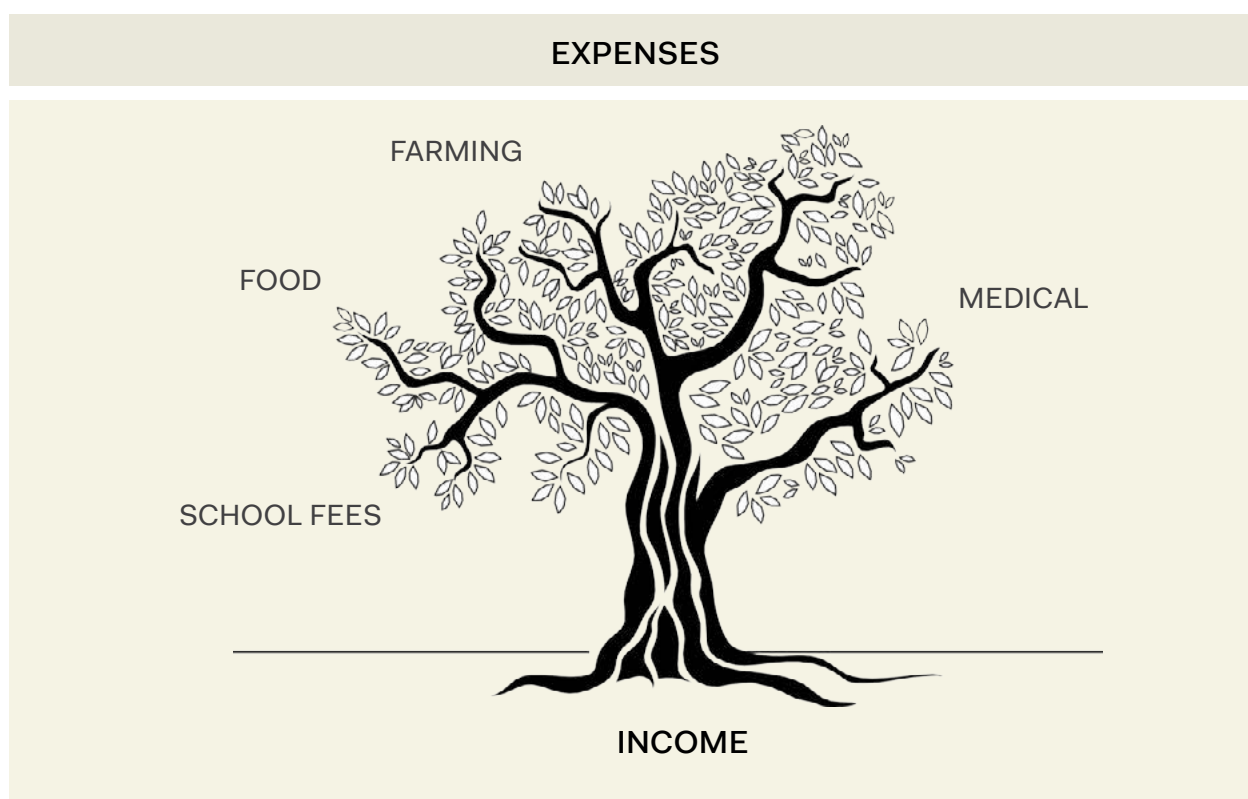 EXPENSES
FARMING
FOOD
MEDICAL
SCHOOL FEES
INCOME